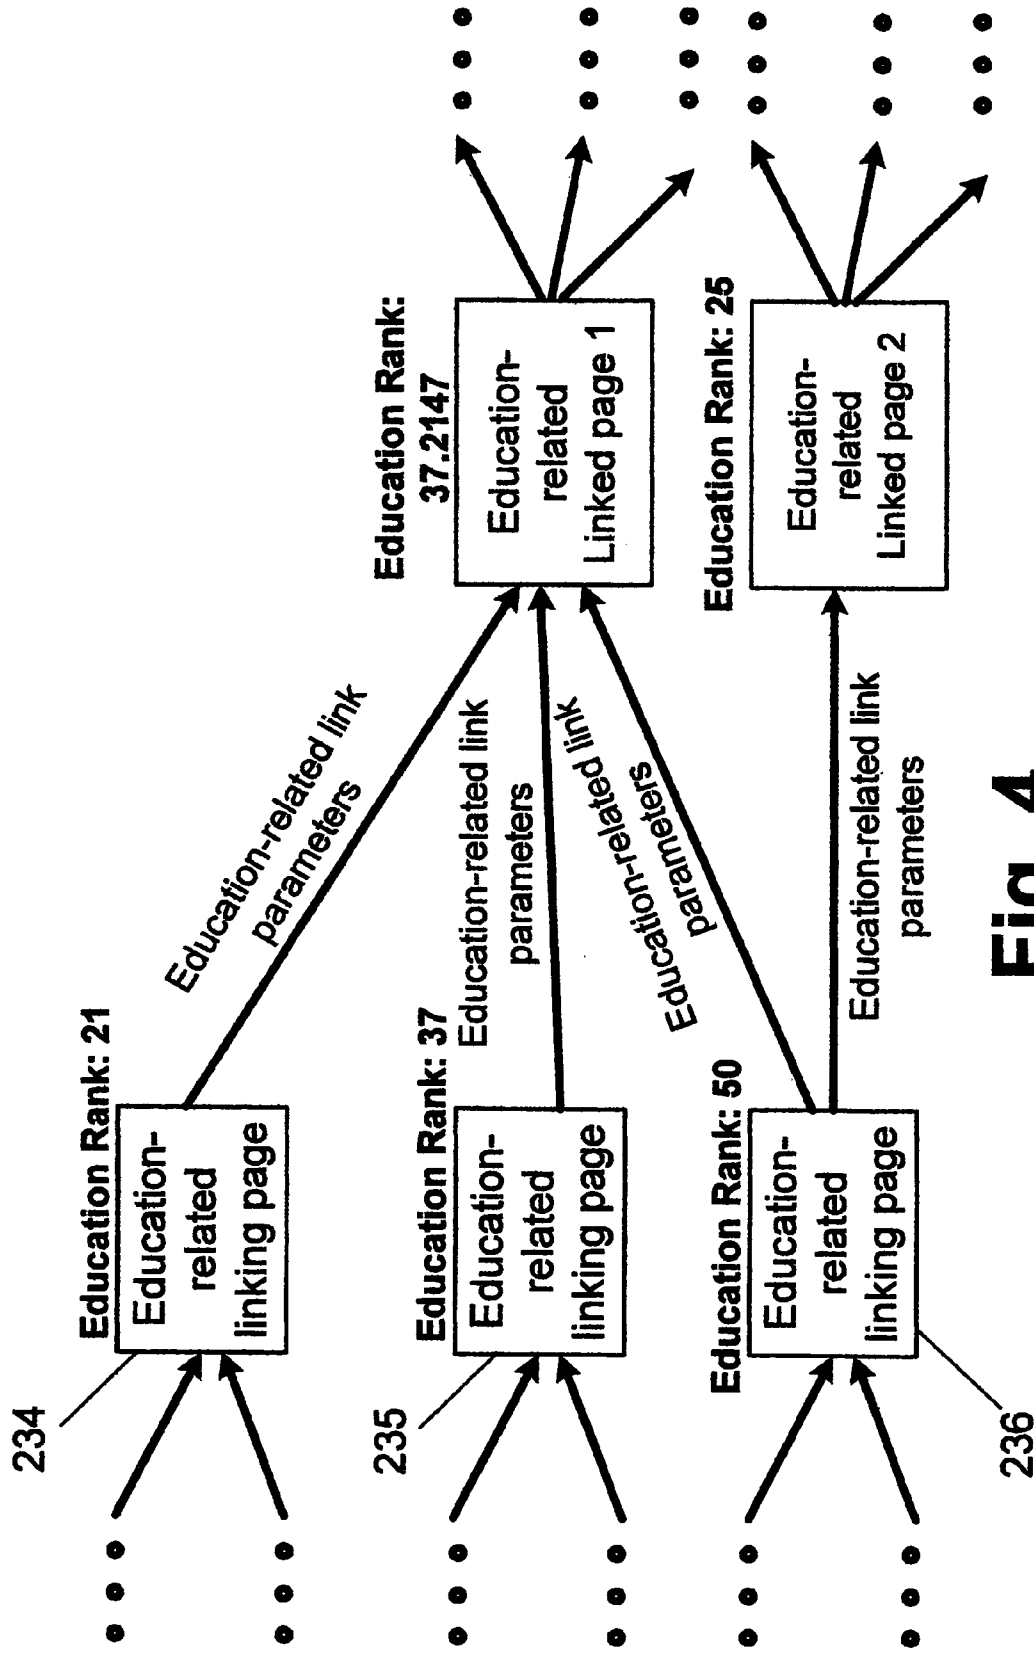 234
Education Rank: 21
Education-
related
linking page
Education-related link
parameters
235
Education Rank: 37
Education-
related
linking page
Education-related link
parameters
Education Rank:
37.2147
Education-
related
Linked page 1
Education Rank: 50
Education-
related
linking page
236
Education-related link
parameters
Education-related link
parameters
Education Rank: 25
Education-
related
Linked page 2
Fig. 4